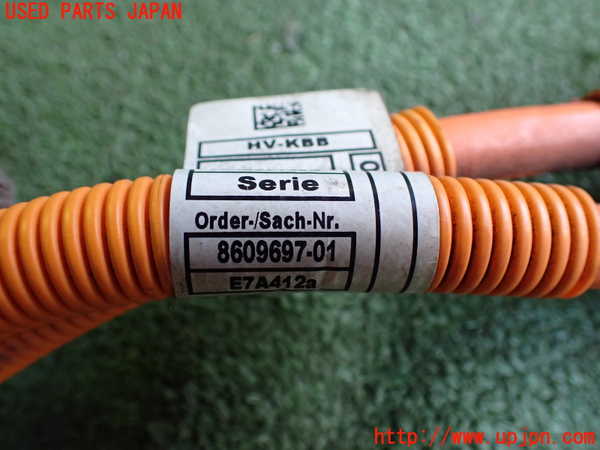 USED PARTS JAPAN
HV-KBB
Serie
Order-/Sach-Nr.
8609697-01
E7A412a
http://www.upjpn.com